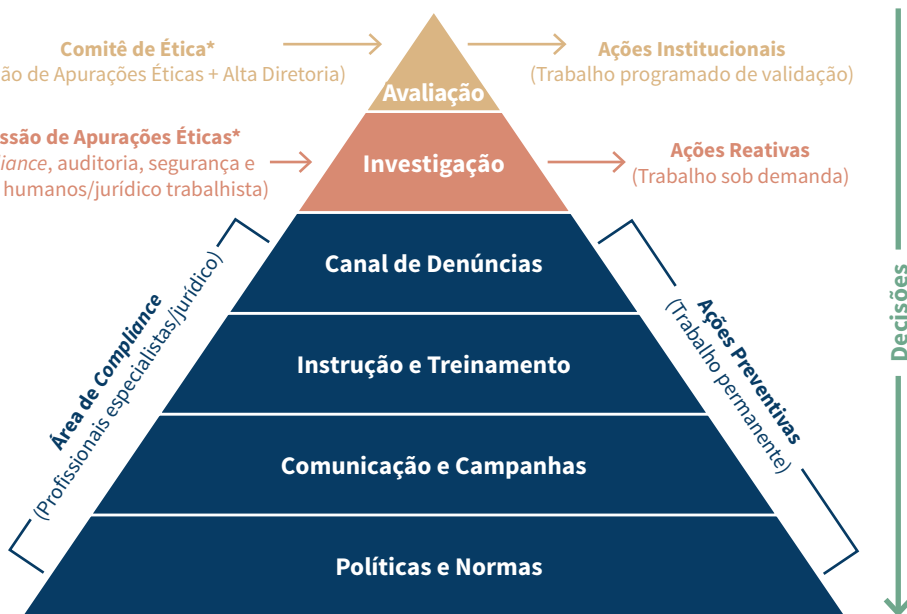 Comitê de Ética*
ão de Apurações Éticas + Alta Diretoria)
Avaliação
Ações Institucionais
(Trabalho programado de validação)
ssão de Apurações Éticas*
iance, auditoria, segurança e
humanos/jurídico trabalhista)
Investigação
Ações Reativas
(Trabalho sob demanda)
Canal de Denúncias
Instrução e Treinamento
Comunicação e Campanhas
Políticas e Normas
Área de Compliance
(Profissionais especialistas/jurídico)
Ações Preventivas
(Trabalho permanente)
Decisões